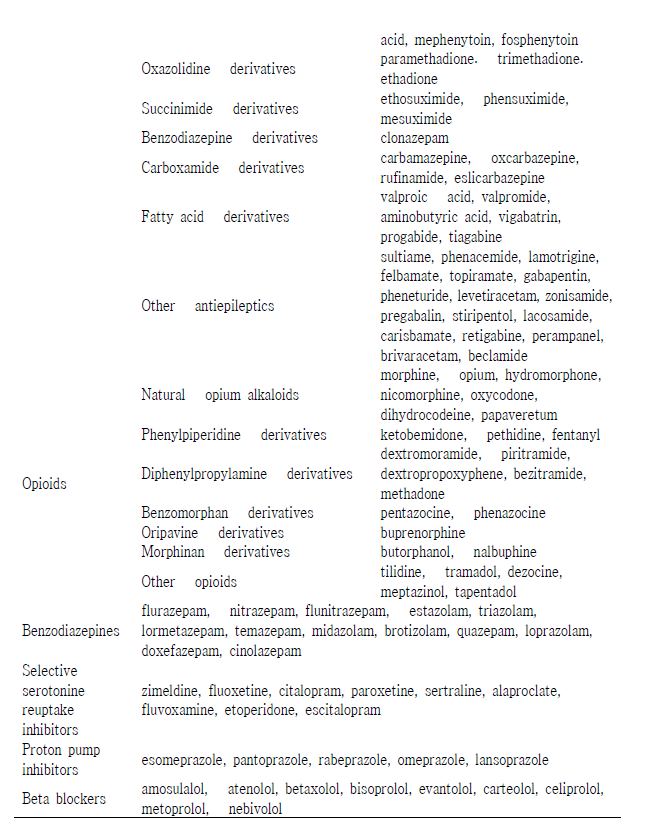 acid, mephenytoin, fosphenytoin
Oxazolidine derivatives
paramethadione. trimethadione.
ethadione
Succinimide derivatives
ethosuximide, phensuximide,
mesuximide
Benzodiazepine derivatives
clonazepam
Carboxamide derivatives
carbamazepine, oxcarbazepine,
rufinamide, eslicarbazepine
Fatty acid derivatives
valproic acid, valpromide,
aminobutyric acid, vigabatrin,
progabide, tiagabine
Other antiepileptics
sultiame, phenacemide, lamotrigine,
felbamate, topiramate, gabapentin,
pheneturide, levetiracetam, zonisamide,
pregabalin, stiripentol, lacosamide,
carisbamate, retigabine, perampanel,
brivaracetam, beclamide
Opioids
Natural opium alkaloids
morphine, opium, hydromorphone,
nicomorphine, oxycodone,
dihydrocodeine, papaveretum
Phenylpiperidine derivatives
ketobemidone, pethidine, fentanyl
Diphenylpropylamine derivatives
dextromoramide, piritramide,
dextropropoxyphene, bezitramide,
methadone
Benzomorphan derivatives
pentazocine, phenazocine
Oripavine derivatives
buprenorphine
Morphinan derivatives
butorphanol, nalbuphine
Other opioids
tilidine, tramadol, dezocine,
meptazinol, tapentadol
Benzodiazepines
flurazepam, nitrazepam, flunitrazepam, estazolam, triazolam,
lormetazepam, temazepam, midazolam, brotizolam, quazepam, loprazolam,
doxefazepam, cinolazepam
Selective
serotonine
reuptake
inhibitors
zimeldine, fluoxetine, citalopram, paroxetine, sertraline, alaproclate,
fluvoxamine, etoperidone, escitalopram
Proton pump
inhibitors
esomeprazole, pantoprazole, rabeprazole, omeprazole, lansoprazole
Beta blockers
amosulalol, atenolol, betaxolol, bisoprolol, evantolol, carteolol, celiprolol,
metoprolol, nebivolol